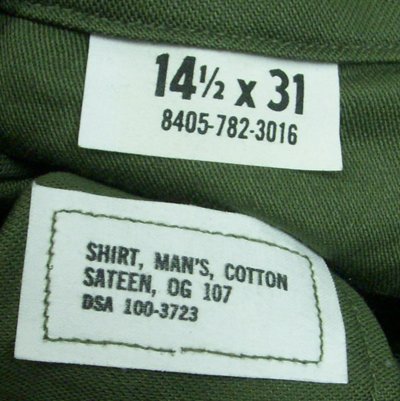 14½ x 31
8405-782-3016
SHIRT, MAN'S, COTTON
SATEEN, OG 107
DSA 100-3723